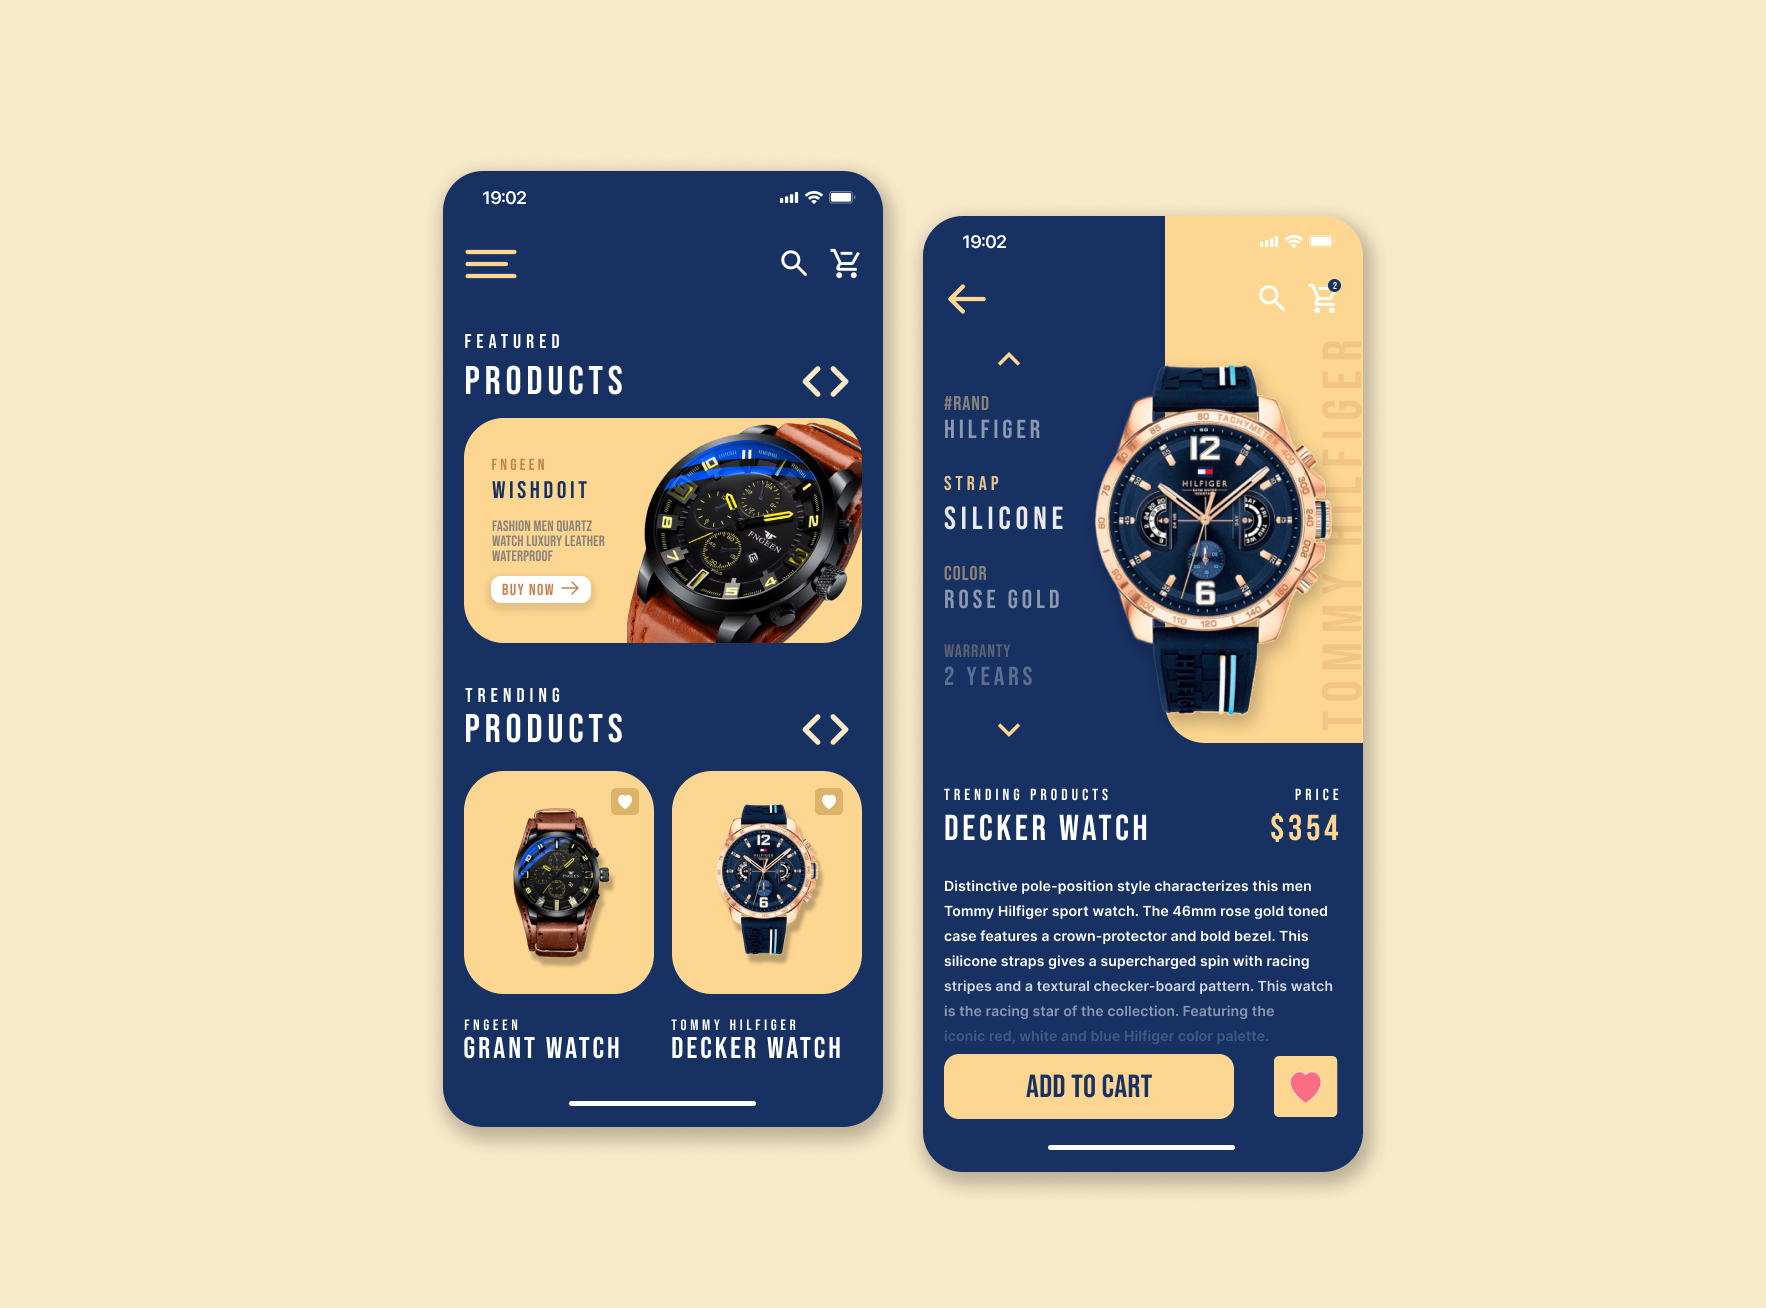 19:02
FEATURED
PRODUCTS
FNGEEN
WISHDOIT
FASHION MEN QUARTZ
WATCH LUXURY LEATHER
WATERPROOF
BUY NOW
FNGEEN
TRENDING
PRODUCTS
FNGEEN
GRANT WATCH
TOMMY HILFIGER
DECKER WATCH
19:02
2
#RAND
HILFIGER
STRAP
SILICONE
COLOR
ROSE GOLD
WARRANTY
2 YEARS
TACHYMETER
12
HILFIGER
6
TOMMY HILFIGER
TRENDING PRODUCTS
PRICE
DECKER WATCH
$354
Distinctive pole-position style characterizes this men
Tommy Hilfiger sport watch. The 46mm rose gold toned
case features a crown-protector and bold bezel. This
silicone straps gives a supercharged spin with racing
stripes and a textural checker-board pattern. This watch
is the racing star of the collection. Featuring the
iconic red, white and blue Hilfiger color palette.
ADD TO CART